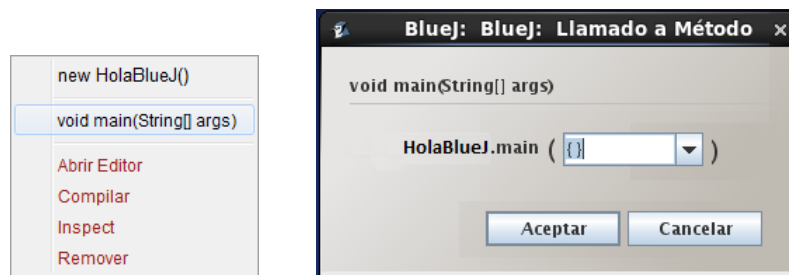 new HolaBlueJ()
void main(String[] args)
Abrir Editor
Compilar
Inspect
Remover
BlueJ: BlueJ: Llamado a Método
void main(String[] args)
HolaBlueJ.main ( {} )
Aceptar Cancelar